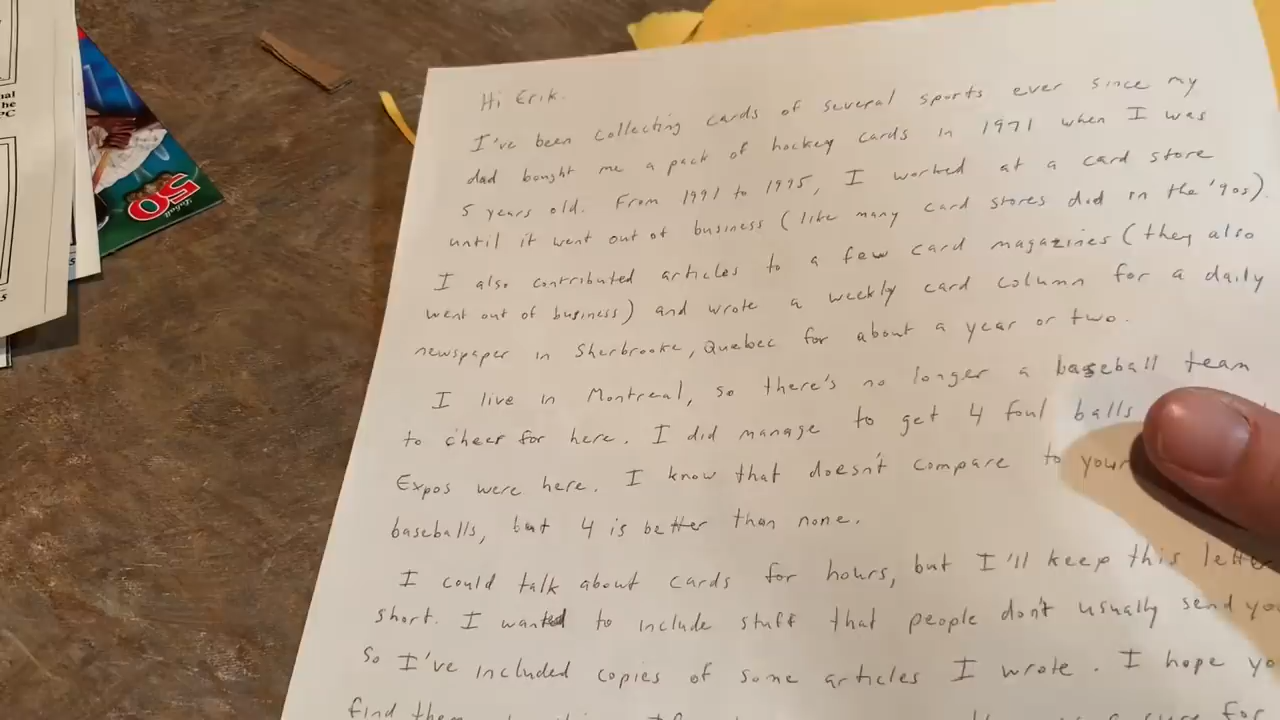 Hi Erik.
I've been collecting cards of several sports ever since my
dad bought me a pack of hockey cards in 1971 when I was
5 years old. From 1991 to 1995, I worked at a card store
until it went out of business (like many card stores did in the '90s).
I also contributed articles to a few card magazines (they also
went out of business) and wrote a weekly card column for a daily
newspaper in Sherbrooke, Quebec for about a year or two.
I live in Montreal, so there's no longer a baseball team
to cheer for here. I did manage to get 4 foul balls
Expos were here. I know that doesn't compare to your
baseballs, but 4 is better than none.
I could talk about cards for hours, but I'll keep this letter
short. I wanted to include stuff that people don't usually send you
so I've included copies of some articles I wrote. I hope yo
find them
for
50